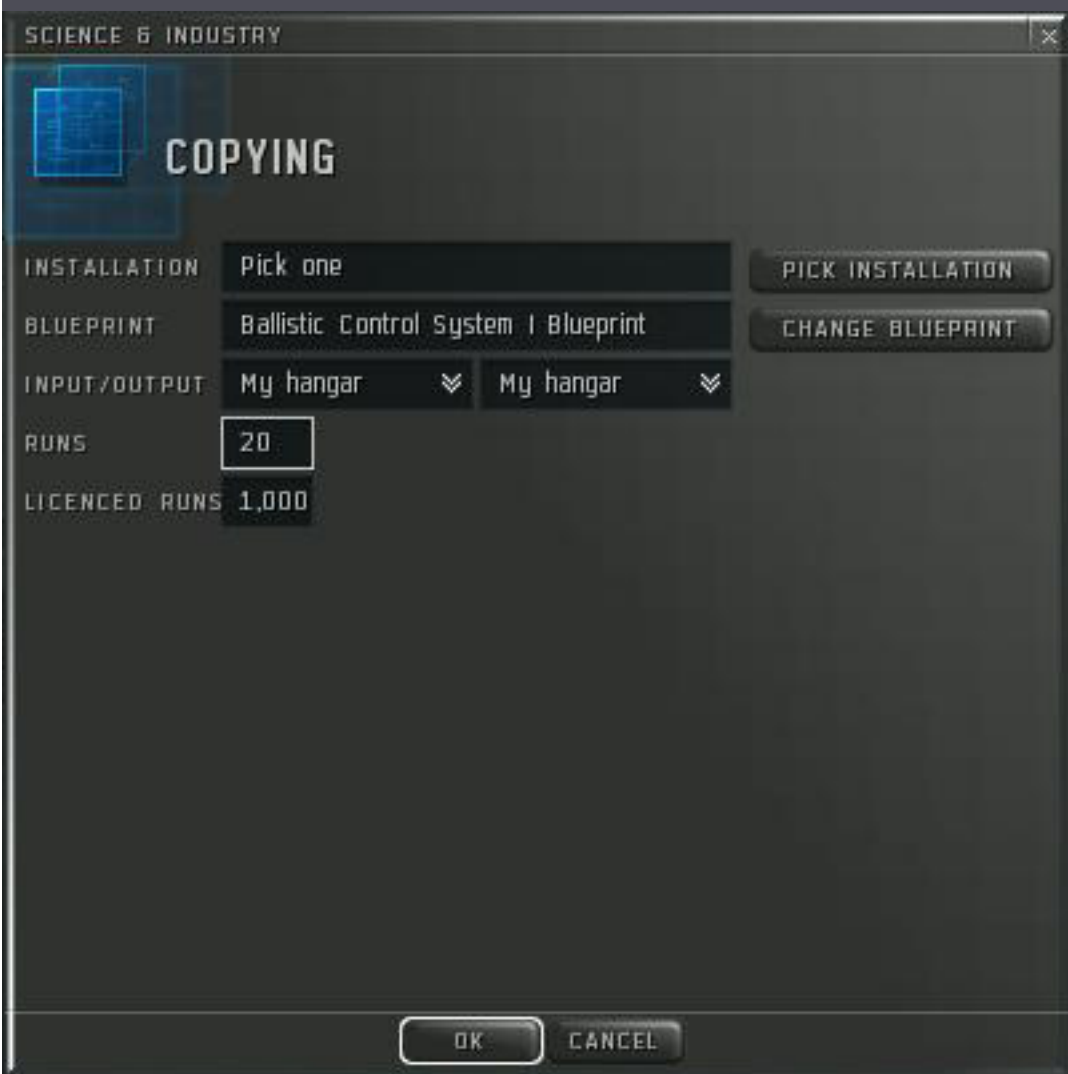 SCIENCE & INDUSTRY
COPYING
INSTALLATION Pick one PICK INSTALLATION
BLUEPRINT Ballistic Control System I Blueprint CHANGE BLUEPRINT
INPUT/OUTPUT My hangar My hangar
RUNS 20
LICENCED RUNS 1,000
OK CANCEL